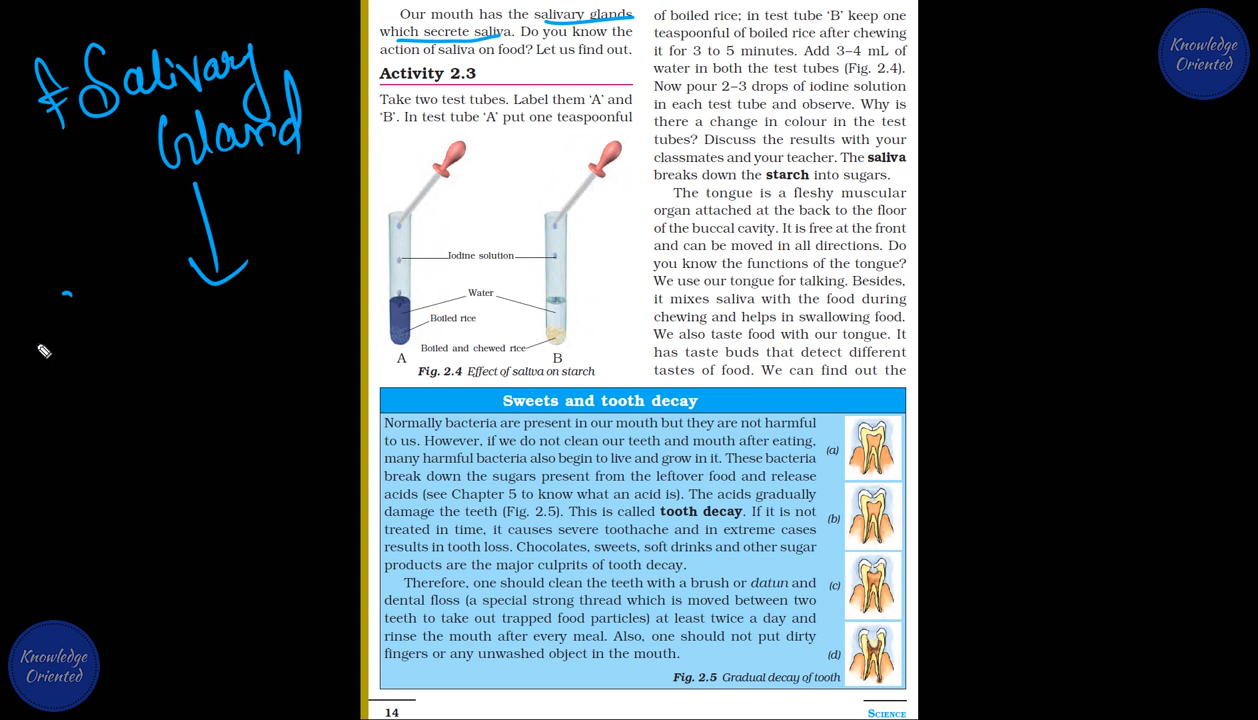 Salivary
Gland
Our mouth has the salivary glands
which secrete saliva. Do you know the
action of saliva on food? Let us find out.
Activity 2.3
Take two test tubes. Label them ‘A’ and
‘B’. In test tube ‘A’ put one teaspoonful
Iodine solution
Water
Boiled rice
Boiled and chewed rice
A
B
Fig. 2.4 Effect of saliva on starch
of boiled rice; in test tube ‘B’ keep one
teaspoonful of boiled rice after chewing
it for 3 to 5 minutes. Add 3–4 mL of
water in both the test tubes (Fig. 2.4).
Now pour 2–3 drops of iodine solution
in each test tube and observe. Why is
there a change in colour in the test
tubes? Discuss the results with your
classmates and your teacher. The saliva
breaks down the starch into sugars.
The tongue is a fleshy muscular
organ attached at the back to the floor
of the buccal cavity. It is free at the front
and can be moved in all directions. Do
you know the functions of the tongue?
We use our tongue for talking. Besides,
it mixes saliva with the food during
chewing and helps in swallowing food.
We also taste food with our tongue. It
has taste buds that detect different
tastes of food. We can find out the
Sweets and tooth decay
Normally bacteria are present in our mouth but they are not harmful
to us. However, if we do not clean our teeth and mouth after eating,
many harmful bacteria also begin to live and grow in it. These bacteria
break down the sugars present from the leftover food and release
acids (see Chapter 5 to know what an acid is). The acids gradually
damage the teeth (Fig. 2.5). This is called tooth decay. If it is not
treated in time, it causes severe toothache and in extreme cases
results in tooth loss. Chocolates, sweets, soft drinks and other sugar
products are the major culprits of tooth decay.
Therefore, one should clean the teeth with a brush or datun and
dental floss (a special strong thread which is moved between two
teeth to take out trapped food particles) at least twice a day and
rinse the mouth after every meal. Also, one should not put dirty
fingers or any unwashed object in the mouth.
(a)
(b)
(c)
(d)
Fig. 2.5 Gradual decay of tooth
14
SCIENCE
Knowledge
Oriented
Knowledge
Oriented